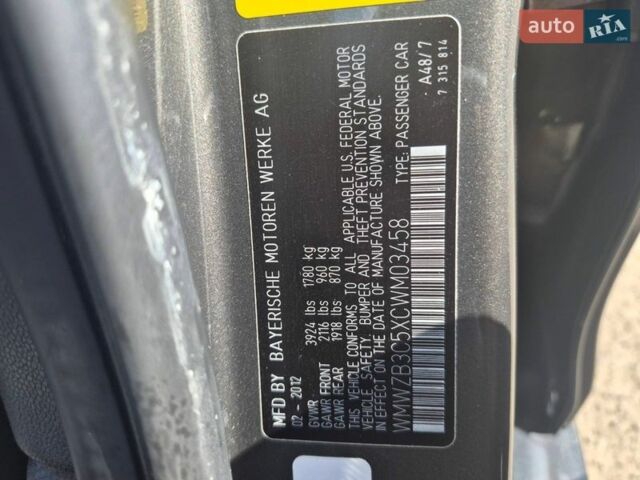 MFD BY BAYERISCHE MOTOREN WERKE AG
02 - 2012
GVWR 3924 lbs 1780 kg
GAWR FRONT 2116 lbs 960 kg
GAWR REAR 1918 lbs 870 kg
THIS VEHICLE CONFORMS TO ALL APPLICABLE U.S. FEDERAL MOTOR
VEHICLE SAFETY, BUMPER AND THEFT PREVENTION STANDARDS
IN EFFECT ON THE DATE OF MANUFACTURE SHOWN ABOVE.
WMWZB3C5XCWM03458 TYPE: PASSENGER CAR
A48/7
7 315 814
auto RIA .com